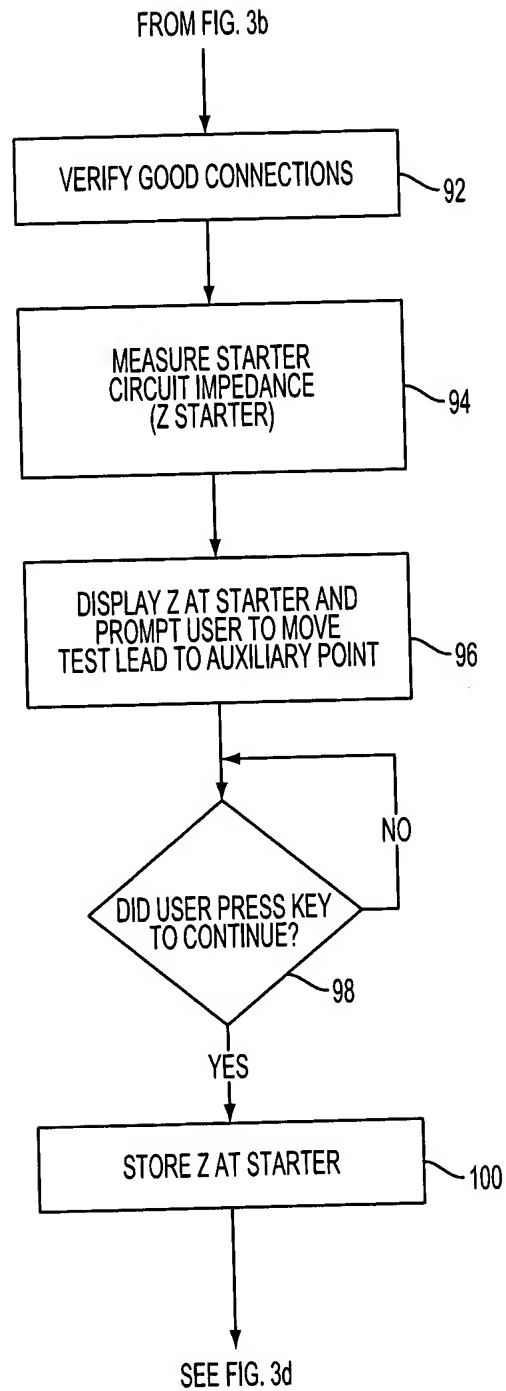 FROM FIG. 3b
VERIFY GOOD CONNECTIONS
92
MEASURE STARTER
CIRCUIT IMPEDANCE
(Z STARTER)
94
DISPLAY Z AT STARTER AND
PROMPT USER TO MOVE
TEST LEAD TO AUXILIARY POINT
96
NO
DID USER PRESS KEY
TO CONTINUE?
98
YES
STORE Z AT STARTER
100
SEE FIG. 3d